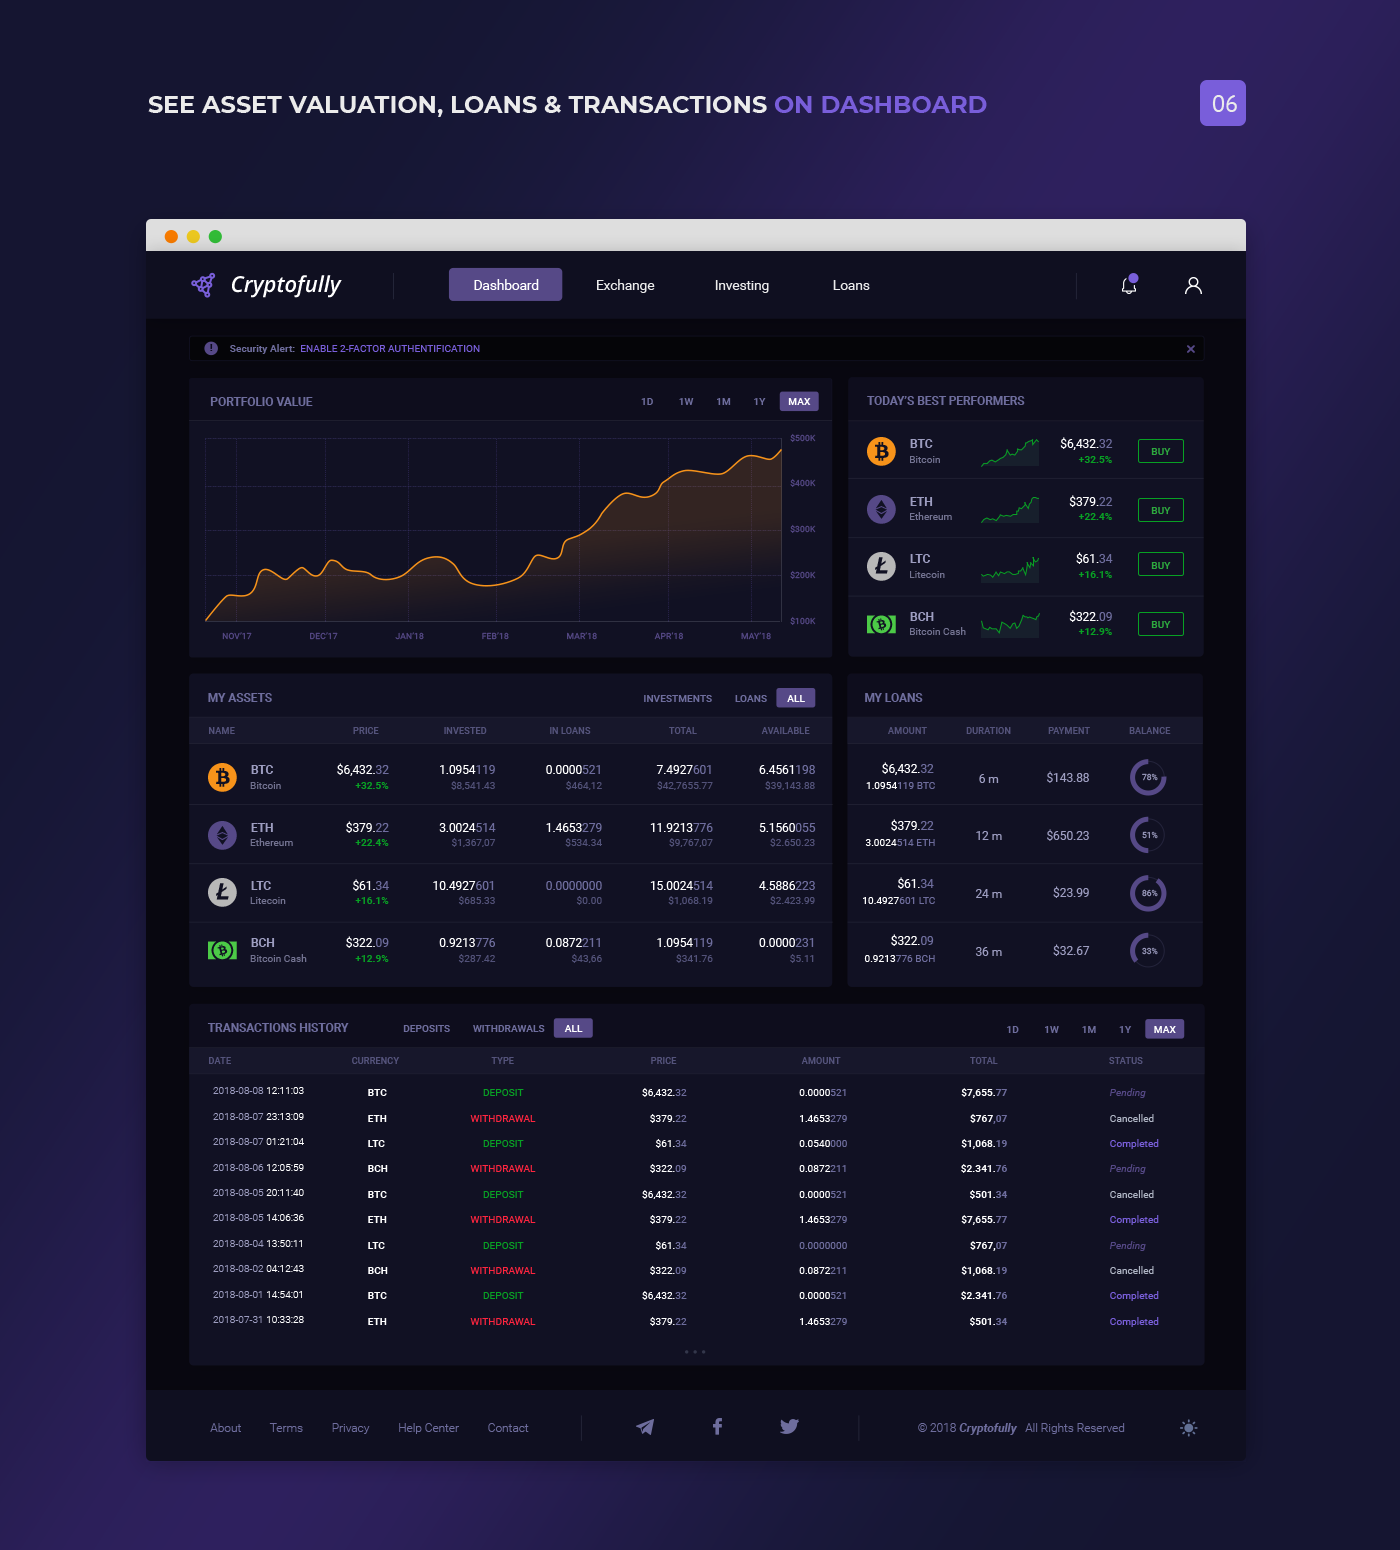 SEE ASSET VALUATION, LOANS & TRANSACTIONS ON DASHBOARD 06
Cryptofully Dashboard Exchange Investing Loans
! Security Alert: ENABLE 2-FACTOR AUTHENTIFICATION ×
PORTFOLIO VALUE 1D 1W 1M 1Y MAX
$500K
$400K
$300K
$200K
$100K
NOV'17 DEC'17 JAN'18 FEB'18 MAR'18 APR'18 MAY'18
TODAY'S BEST PERFORMERS
BTC $6,432.32 BUY
Bitcoin +32.5%
ETH $379.22 BUY
Ethereum +22.4%
LTC $61.34 BUY
Litecoin +16.1%
BCH $322.09 BUY
Bitcoin Cash +12.9%
MY ASSETS INVESTMENTS LOANS ALL
NAME PRICE INVESTED IN LOANS TOTAL AVAILABLE
BTC $6,432.32 1.0954119 0.0000521 7.4927601 6.4561198
Bitcoin +32.5% $8,541.43 $464,12 $42,7655.77 $39,143.88
ETH $379.22 3.0024514 1.4653279 11.9213776 5.1560055
Ethereum +22.4% $1,367,07 $534.34 $9,767,07 $2.650.23
LTC $61.34 10.4927601 0.0000000 15.0024514 4.5886223
Litecoin +16.1% $685.33 $0.00 $1,068.19 $2.423.99
BCH $322.09 0.9213776 0.0872211 1.0954119 0.0000231
Bitcoin Cash +12.9% $287.42 $43,66 $341.76 $5.11
MY LOANS
AMOUNT DURATION PAYMENT BALANCE
$6,432.32 6 m $143.88 78%
1.0954119 BTC
$379.22 12 m $650.23 51%
3.0024514 ETH
$61.34 24 m $23.99 86%
10.4927601 LTC
$322.09 36 m $32.67 33%
0.9213776 BCH
TRANSACTIONS HISTORY DEPOSITS WITHDRAWALS ALL 1D 1W 1M 1Y MAX
DATE CURRENCY TYPE PRICE AMOUNT TOTAL STATUS
2018-08-08 12:11:03 BTC DEPOSIT $6,432.32 0.0000521 $7,655.77 Pending
2018-08-07 23:13:09 ETH WITHDRAWAL $379.22 1.4653279 $767,07 Cancelled
2018-08-07 01:21:04 LTC DEPOSIT $61.34 0.0540000 $1,068.19 Completed
2018-08-06 12:05:59 BCH WITHDRAWAL $322.09 0.0872211 $2.341.76 Pending
2018-08-05 20:11:40 BTC DEPOSIT $6,432.32 0.0000521 $501.34 Cancelled
2018-08-05 14:06:36 ETH WITHDRAWAL $379.22 1.4653279 $7,655.77 Completed
2018-08-04 13:50:11 LTC DEPOSIT $61.34 0.0000000 $767,07 Pending
2018-08-02 04:12:43 BCH WITHDRAWAL $322.09 0.0872211 $1,068.19 Cancelled
2018-08-01 14:54:01 BTC DEPOSIT $6,432.32 0.0000521 $2.341.76 Completed
2018-07-31 10:33:28 ETH WITHDRAWAL $379.22 1.4653279 $501.34 Completed
About Terms Privacy Help Center Contact © 2018 Cryptofully All Rights Reserved